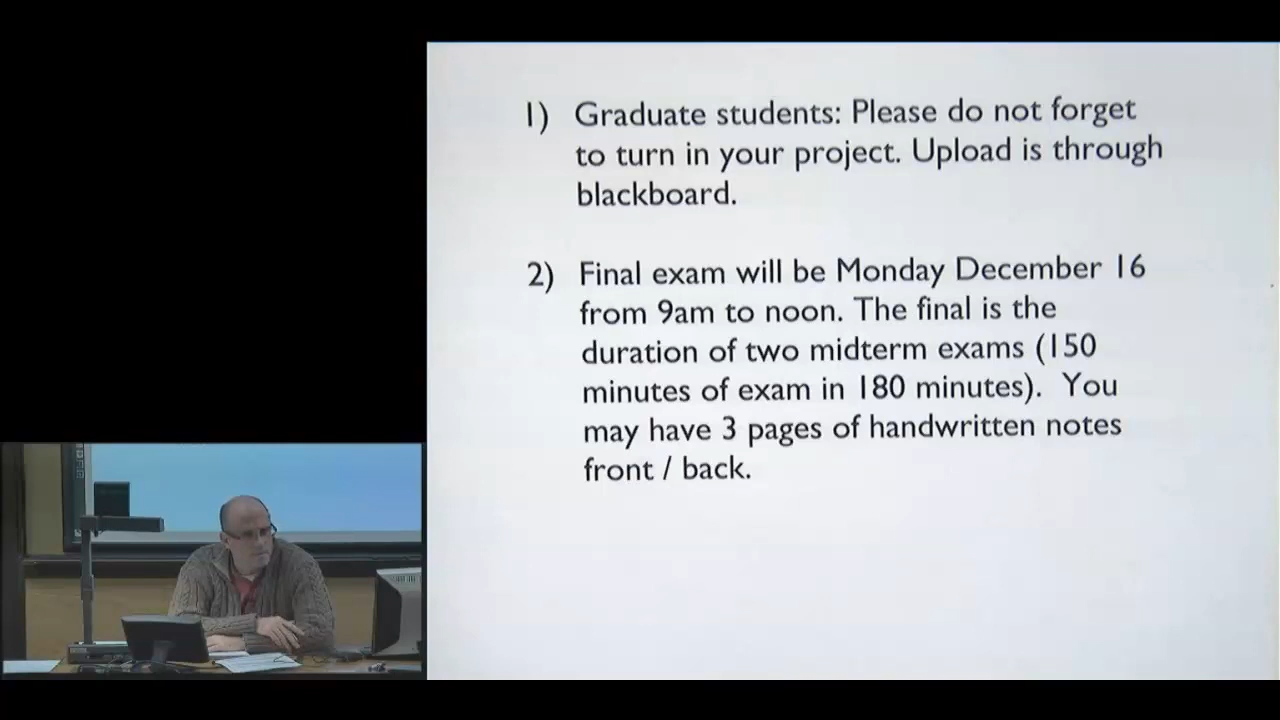 1) Graduate students: Please do not forget
to turn in your project. Upload is through
blackboard.
2) Final exam will be Monday December 16
from 9am to noon. The final is the
duration of two midterm exams (150
minutes of exam in 180 minutes). You
may have 3 pages of handwritten notes
front / back.